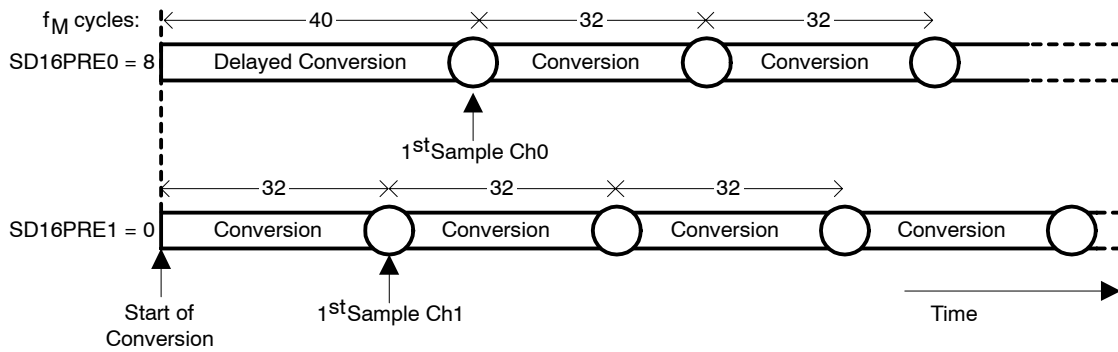 f_M cycles:
40
32
32
SD16PRE0 = 8
Delayed Conversion
Conversion
Conversion
1st Sample Ch0
32
32
32
SD16PRE1 = 0
Conversion
Conversion
Conversion
Conversion
Start of
Conversion
1st Sample Ch1
Time